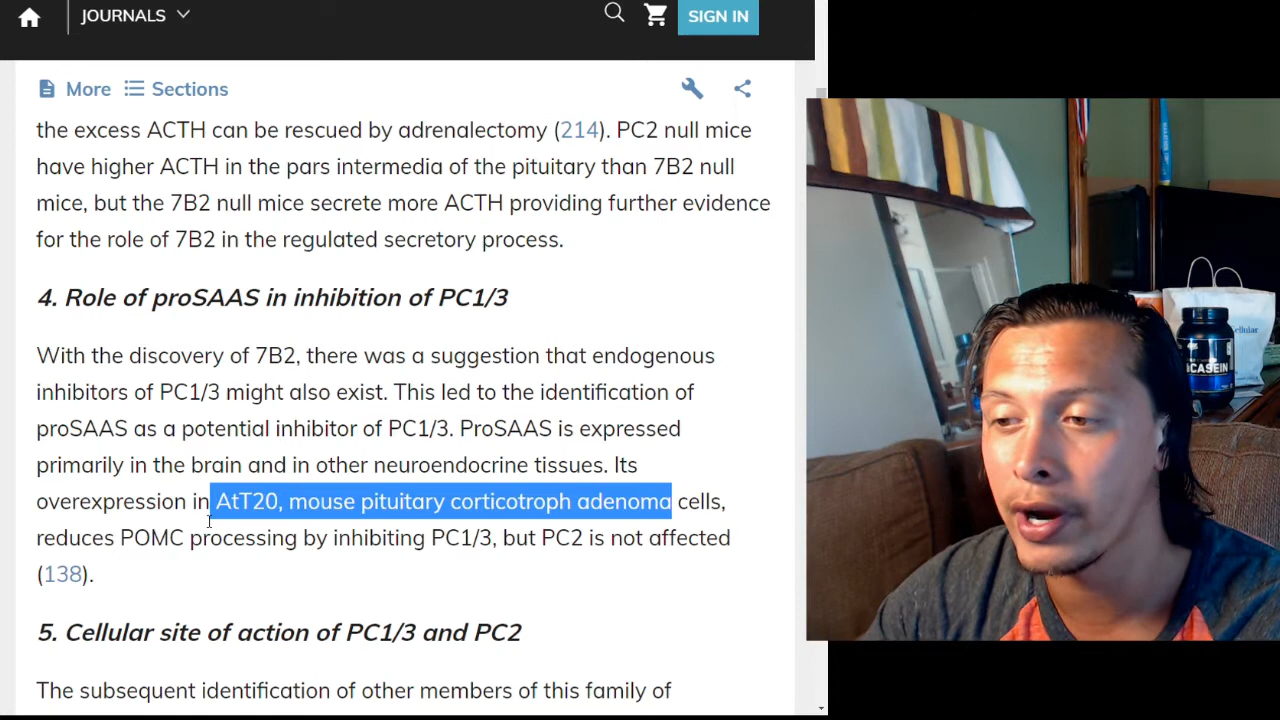 JOURNALS
SIGN IN
More
Sections
the excess ACTH can be rescued by adrenalectomy (214). PC2 null mice
have higher ACTH in the pars intermedia of the pituitary than 7B2 null
mice, but the 7B2 null mice secrete more ACTH providing further evidence
for the role of 7B2 in the regulated secretory process.
4. Role of proSAAS in inhibition of PC1/3
With the discovery of 7B2, there was a suggestion that endogenous
inhibitors of PC1/3 might also exist. This led to the identification of
proSAAS as a potential inhibitor of PC1/3. ProSAAS is expressed
primarily in the brain and in other neuroendocrine tissues. Its
overexpression in AtT20, mouse pituitary corticotroph adenoma cells,
reduces POMC processing by inhibiting PC1/3, but PC2 is not affected
(138).
5. Cellular site of action of PC1/3 and PC2
The subsequent identification of other members of this family of
Cellular
ON
CASEIN